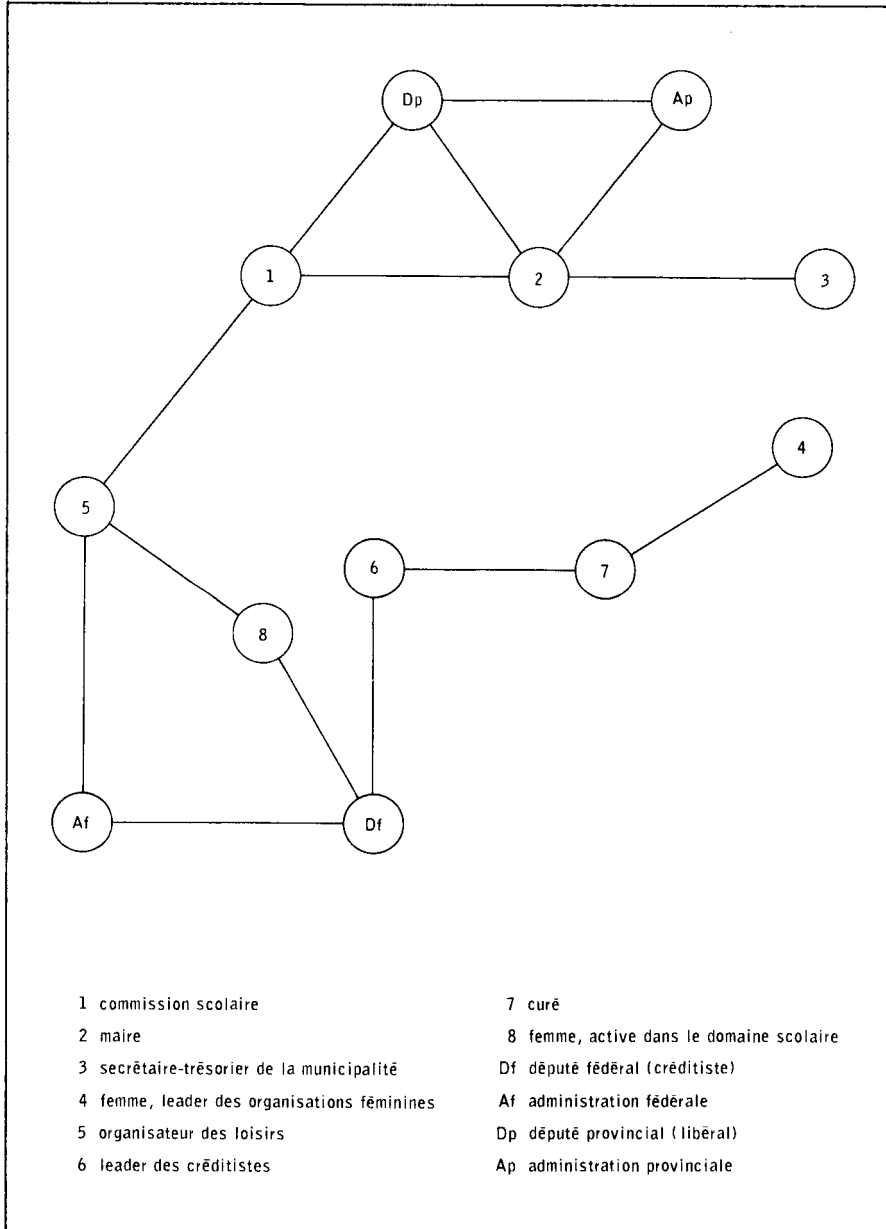 Dp
Ap
1
2
3
4
5
6
7
8
Af
Df
1 commission scolaire
2 maire
3 secrétaire-trésorier de la municipalité
4 femme, leader des organisations féminines
5 organisateur des loisirs
6 leader des créditistes
7 curé
8 femme, active dans le domaine scolaire
Df député fédéral (créditiste)
Af administration fédérale
Dp député provincial (libéral)
Ap administration provinciale